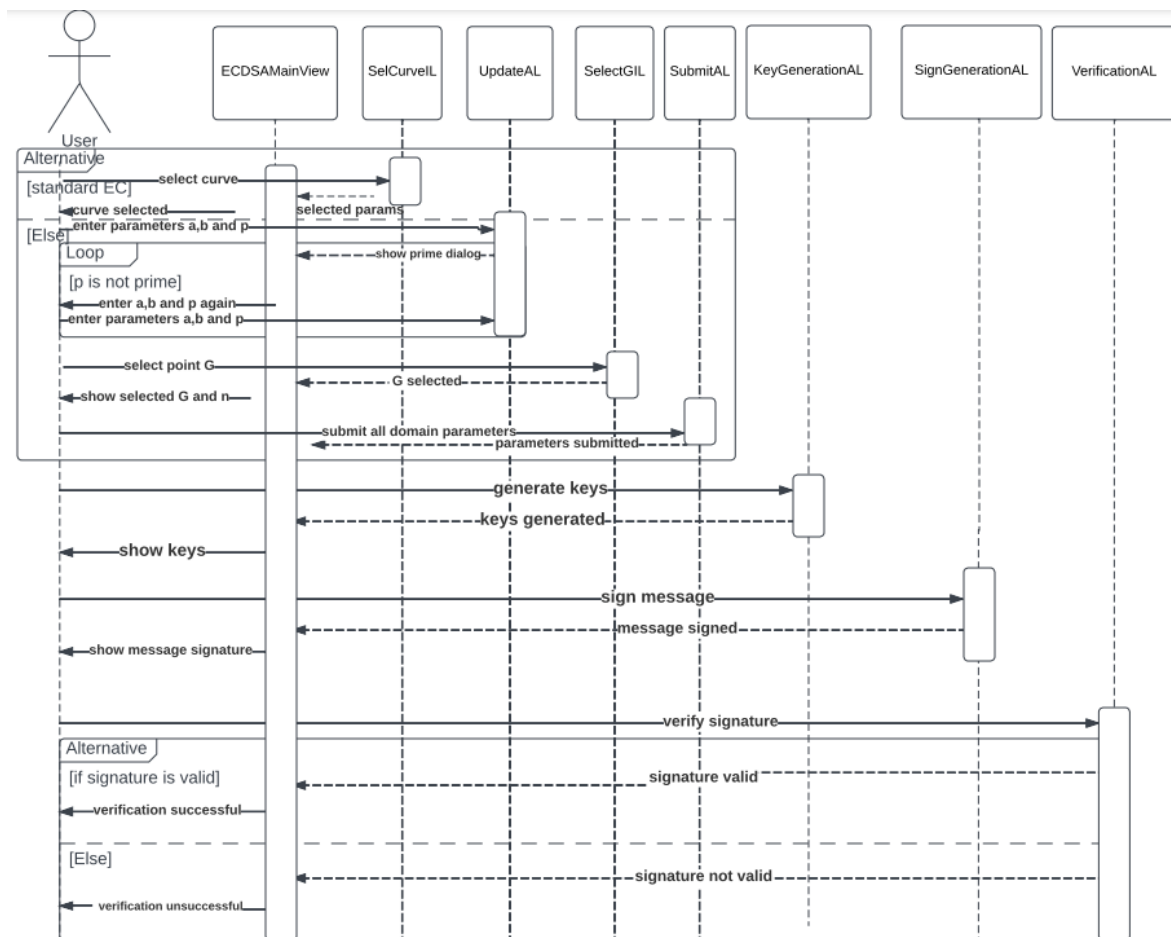 ECDSAMainView
SelCurveIL
UpdateAL
SelectGIL
SubmitAL
KeyGenerationAL
SignGenerationAL
VerificationAL
User
Alternative
[standard EC]
select curve
selected params
curve selected
enter parameters a,b and p
[Else]
Loop
show prime dialog
[p is not prime]
enter a,b and p again
enter parameters a,b and p
select point G
G selected
show selected G and n
submit all domain parameters
parameters submitted
generate keys
keys generated
show keys
sign message
message signed
show message signature
verify signature
Alternative
[if signature is valid]
signature valid
verification successful
[Else]
signature not valid
verification unsuccessful